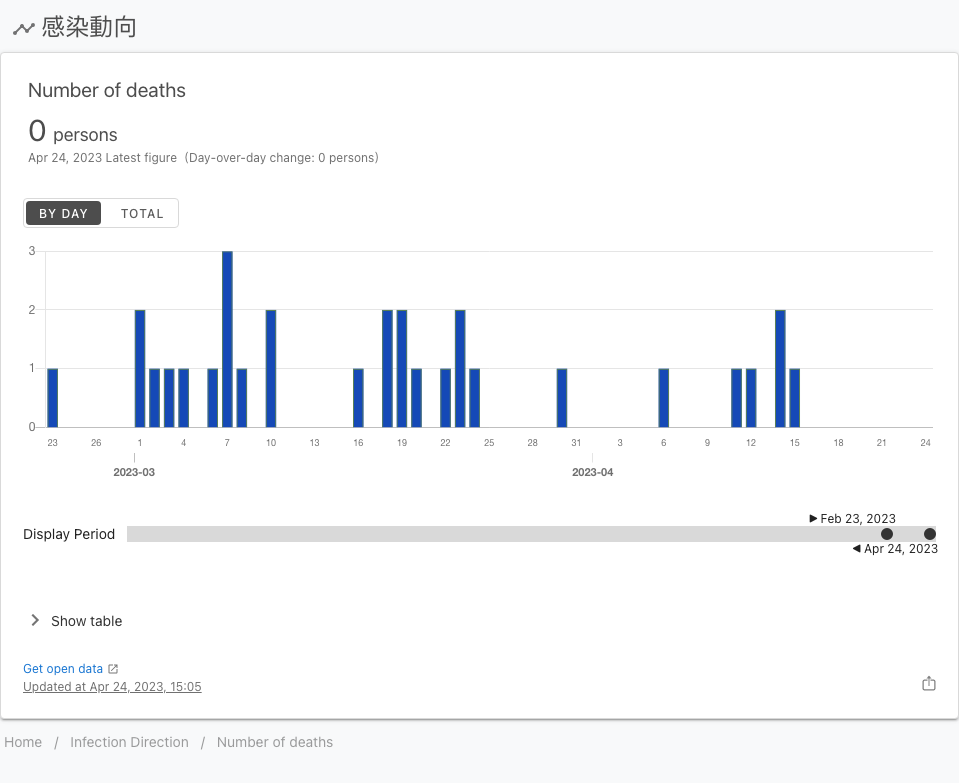 感染動向
Number of deaths
0 persons
Apr 24, 2023 Latest figure (Day-over-day change: 0 persons)
BY DAY TOTAL
3
2
1
0
23 26 1 4 7 10 13 16 19 22 25 28 31 3 6 9 12 15 18 21 24
2023-03 2023-04
Feb 23, 2023
Display Period
Apr 24, 2023
Show table
Get open data
Updated at Apr 24, 2023, 15:05
Home / Infection Direction / Number of deaths